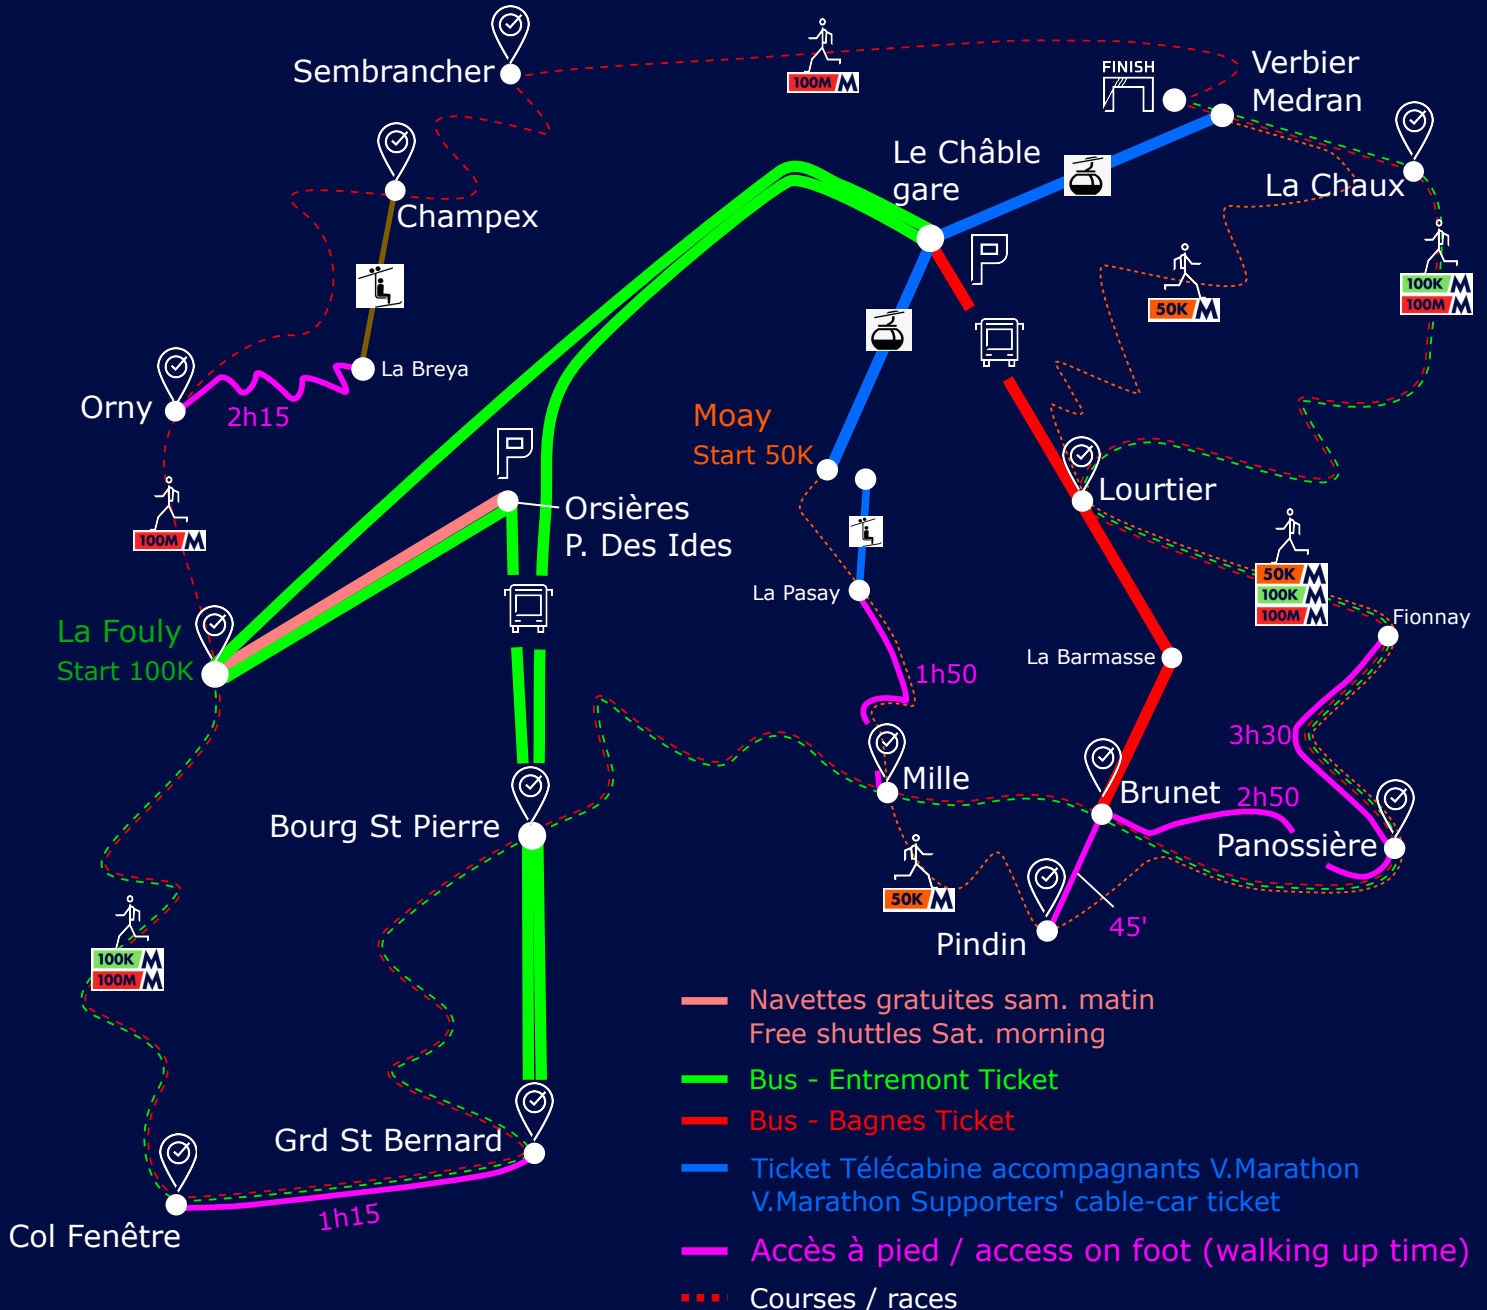 Sembrancher
100M M
FINISH
Verbier
Medran
Le Châble
gare
La Chaux
Champex
100K M
100M M
50K M
La Breya
Orny
2h15
Moay
Start 50K
P
P
Lourtier
Orsières
P. Des Ides
100M M
50K M
100K M
100M M
La Pasay
Fionnay
La Fouly
Start 100K
La Barmasse
1h50
3h30
Mille
Brunet
2h50
Bourg St Pierre
Panossière
50K M
45'
Pindin
100K M
100M M
Navettes gratuites sam. matin
Free shuttles Sat. morning
Bus - Entremont Ticket
Bus - Bagnes Ticket
Grd St Bernard
Ticket Télécabine accompagnants V.Marathon
V.Marathon Supporters' cable-car ticket
1h15
Col Fenêtre
Accès à pied / access on foot (walking up time)
Courses / races